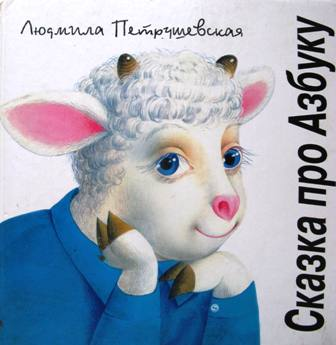 Людмила Петрушевская
Сказка про Азбуку